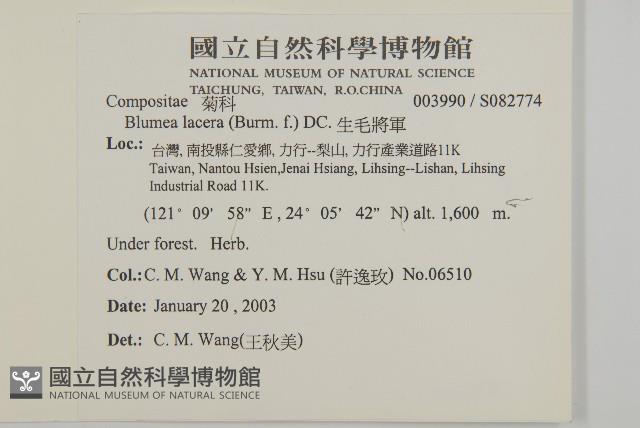 國立自然科學博物館
NATIONAL MUSEUM OF NATURAL SCIENCE
TAICHUNG, TAIWAN, R.O.CHINA
Compositae 菊科 003990 / S082774
Blumea lacera (Burm. f.) DC. 生毛將軍
Loc.: 台灣, 南投縣仁愛鄉, 力行--梨山, 力行產業道路11K
Taiwan, Nantou Hsien,Jenai Hsiang, Lihsing--Lishan, Lihsing
Industrial Road 11K.
(121° 09' 58" E , 24° 05' 42" N) alt. 1,600 m.
Under forest. Herb.
Col.: C. M. Wang & Y. M. Hsu (許逸玫) No.06510
Date: January 20 , 2003
Det.: C. M. Wang(王秋美)
國立自然科學博物館
NATIONAL MUSEUM OF NATURAL SCIENCE